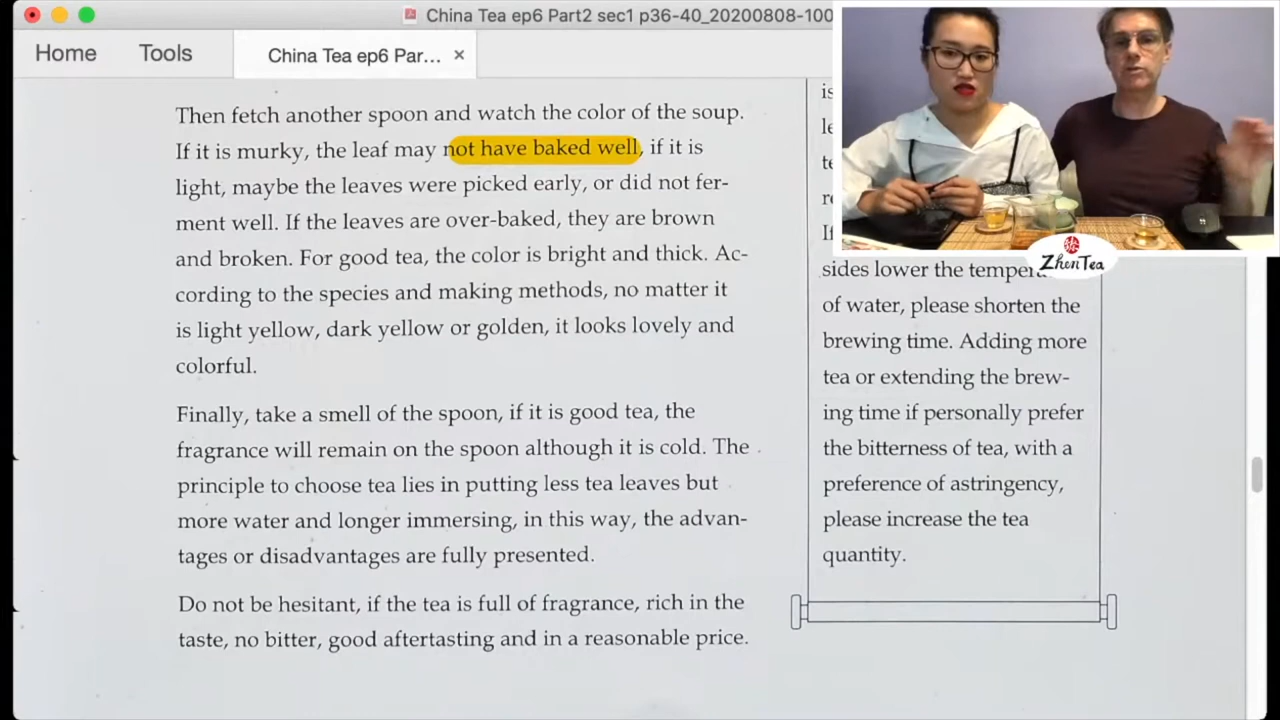 China Tea ep6 Part2 sec1 p36-40_20200808-100
Home
Tools
China Tea ep6 Par... ×
Then fetch another spoon and watch the color of the soup.
If it is murky, the leaf may not have baked well, if it is
light, maybe the leaves were picked early, or did not fer-
ment well. If the leaves are over-baked, they are brown
and broken. For good tea, the color is bright and thick. Ac-
cording to the species and making methods, no matter it
is light yellow, dark yellow or golden, it looks lovely and
colorful.
Finally, take a smell of the spoon, if it is good tea, the
fragrance will remain on the spoon although it is cold. The
principle to choose tea lies in putting less tea leaves but
more water and longer immersing, in this way, the advan-
tages or disadvantages are fully presented.
Do not be hesitant, if the tea is full of fragrance, rich in the
taste, no bitter, good aftertasting and in a reasonable price.
is
le
te
If
sides lower the temper
of water, please shorten the
brewing time. Adding more
tea or extending the brew-
ing time if personally prefer
the bitterness of tea, with a
preference of astringency,
please increase the tea
quantity.
ZhenTea